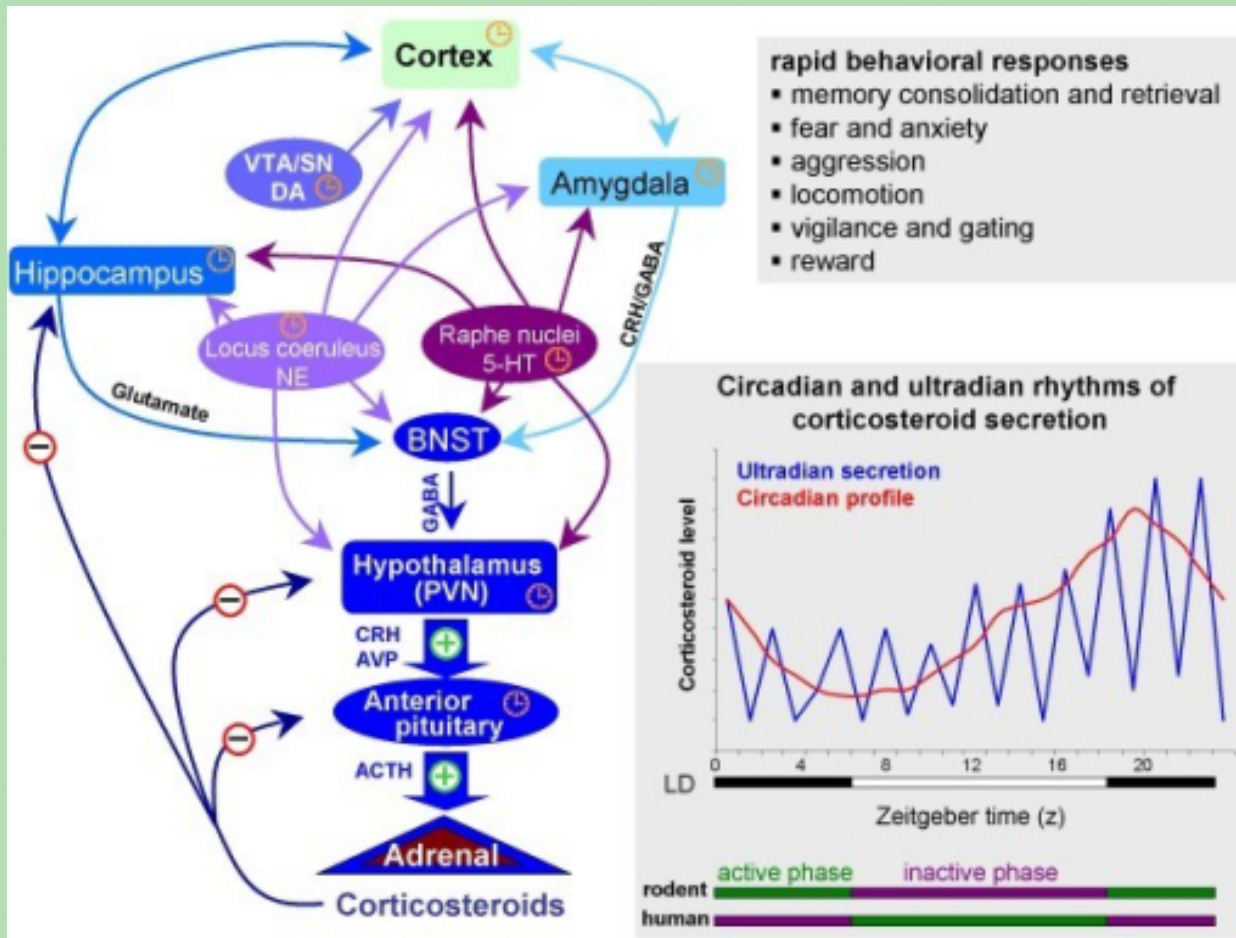 Cortex
VTA/SN
DA
Amygdala
Hippocampus
Locus coeruleus
NE
Raphe nuclei
5-HT
CRH/GABA
Glutamate
BNST
GABA
Hypothalamus
(PVN)
CRH
AVP
Anterior
pituitary
ACTH
Adrenal
Corticosteroids
rapid behavioral responses
▪ memory consolidation and retrieval
▪ fear and anxiety
▪ aggression
▪ locomotion
▪ vigilance and gating
▪ reward
Circadian and ultradian rhythms of
corticosteroid secretion
Ultradian secretion
Circadian profile
Corticosteroid level
0 4 8 12 16 20
LD
Zeitgeber time (z)
active phase inactive phase
rodent
human